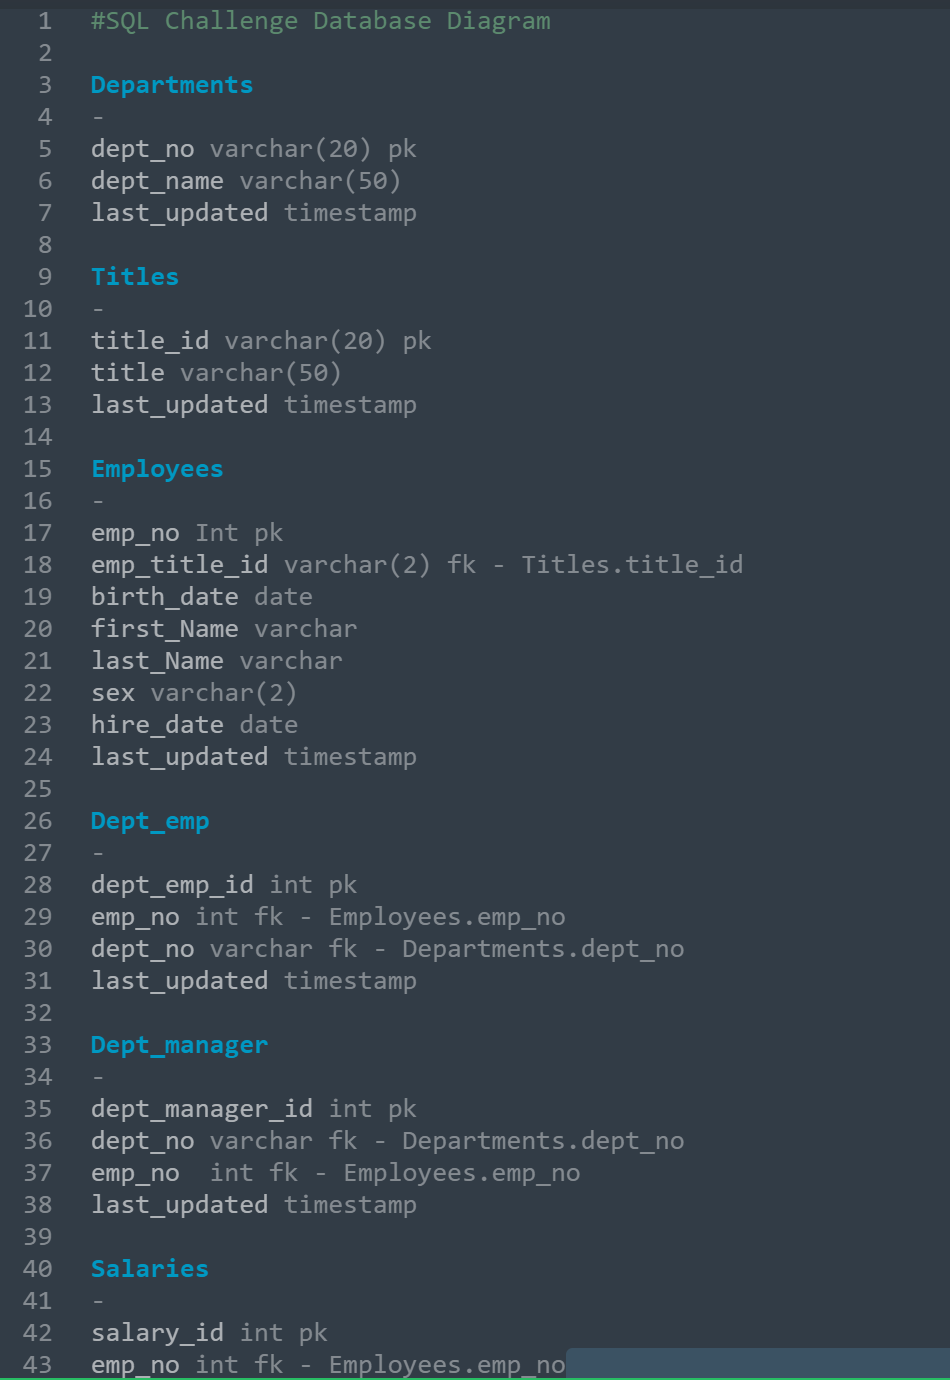 1 #SQL Challenge Database Diagram
2
3 Departments
4 -
5 dept_no varchar(20) pk
6 dept_name varchar(50)
7 last_updated timestamp
8
9 Titles
10 -
11 title_id varchar(20) pk
12 title varchar(50)
13 last_updated timestamp
14
15 Employees
16 -
17 emp_no Int pk
18 emp_title_id varchar(2) fk - Titles.title_id
19 birth_date date
20 first_Name varchar
21 last_Name varchar
22 sex varchar(2)
23 hire_date date
24 last_updated timestamp
25
26 Dept_emp
27 -
28 dept_emp_id int pk
29 emp_no int fk - Employees.emp_no
30 dept_no varchar fk - Departments.dept_no
31 last_updated timestamp
32
33 Dept_manager
34 -
35 dept_manager_id int pk
36 dept_no varchar fk - Departments.dept_no
37 emp_no  int fk - Employees.emp_no
38 last_updated timestamp
39
40 Salaries
41 -
42 salary_id int pk
43 emp_no int fk - Employees.emp_no